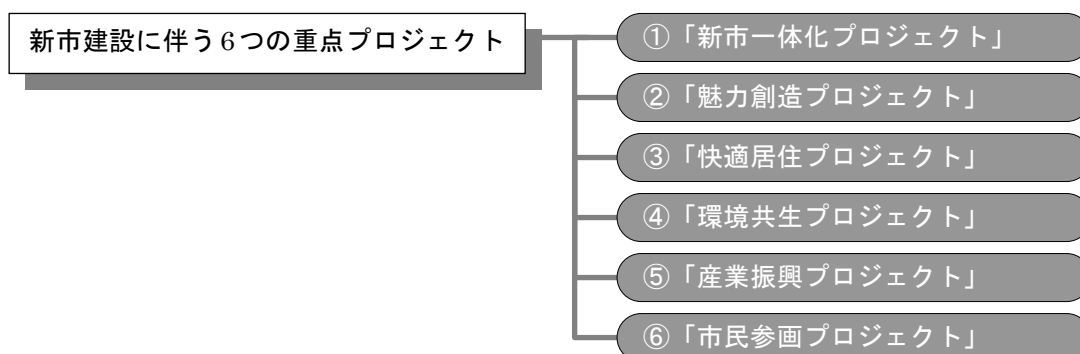 新市建設に伴う6つの重点プロジェクト
①「新市一体化プロジェクト」
②「魅力創造プロジェクト」
③「快適居住プロジェクト」
④「環境共生プロジェクト」
⑤「産業振興プロジェクト」
⑥「市民参画プロジェクト」